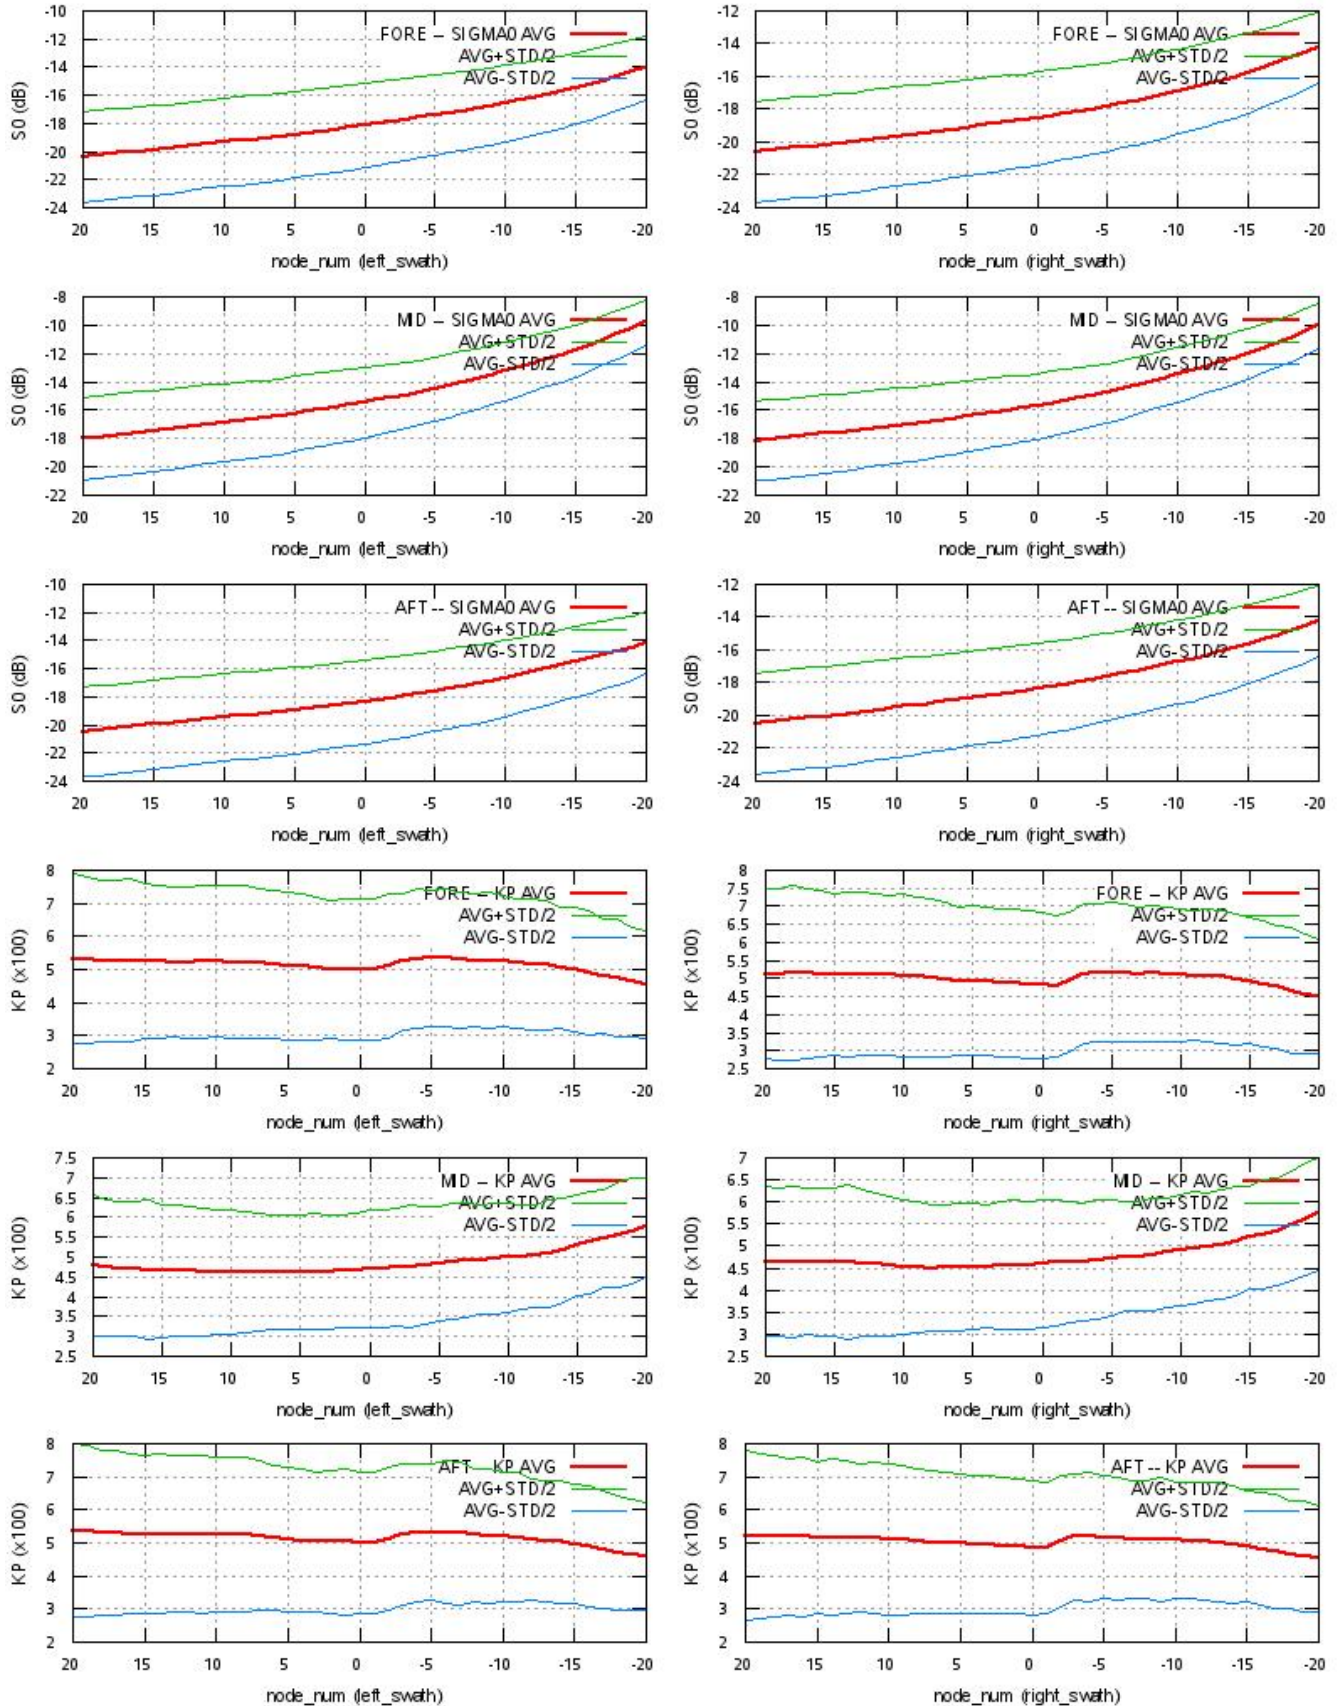 -10
-12
-14
-16
-18
-20
-22
-24
S0 (dB)
FORE -- SIGMA0 AVG
AVG+STD/2
AVG-STD/2
20 15 10 5 0 -5 -10 -15 -20
node_num (left_swath)
-12
-14
-16
-18
-20
-22
-24
S0 (dB)
FORE -- SIGMA0 AVG
AVG+STD/2
AVG-STD/2
20 15 10 5 0 -5 -10 -15 -20
node_num (right_swath)
-8
-10
-12
-14
-16
-18
-20
-22
S0 (dB)
MID -- SIGMA0 AVG
AVG+STD/2
AVG-STD/2
20 15 10 5 0 -5 -10 -15 -20
node_num (left_swath)
-8
-10
-12
-14
-16
-18
-20
-22
S0 (dB)
MID -- SIGMA0 AVG
AVG+STD/2
AVG-STD/2
20 15 10 5 0 -5 -10 -15 -20
node_num (right_swath)
-10
-12
-14
-16
-18
-20
-22
-24
S0 (dB)
AFT -- SIGMA0 AVG
AVG+STD/2
AVG-STD/2
20 15 10 5 0 -5 -10 -15 -20
node_num (left_swath)
-12
-14
-16
-18
-20
-22
-24
S0 (dB)
AFT -- SIGMA0 AVG
AVG+STD/2
AVG-STD/2
20 15 10 5 0 -5 -10 -15 -20
node_num (right_swath)
8
7
6
5
4
3
2
KP (x100)
FORE -- KP AVG
AVG+STD/2
AVG-STD/2
20 15 10 5 0 -5 -10 -15 -20
node_num (left_swath)
8
7.5
7
6.5
6
5.5
5
4.5
4
3.5
3
2.5
KP (x100)
FORE -- KP AVG
AVG+STD/2
AVG-STD/2
20 15 10 5 0 -5 -10 -15 -20
node_num (right_swath)
7.5
7
6.5
6
5.5
5
4.5
4
3.5
3
2.5
KP (x100)
MID -- KP AVG
AVG+STD/2
AVG-STD/2
20 15 10 5 0 -5 -10 -15 -20
node_num (left_swath)
7
6.5
6
5.5
5
4.5
4
3.5
3
2.5
KP (x100)
MID -- KP AVG
AVG+STD/2
AVG-STD/2
20 15 10 5 0 -5 -10 -15 -20
node_num (right_swath)
8
7
6
5
4
3
2
KP (x100)
AFT -- KP AVG
AVG+STD/2
AVG-STD/2
20 15 10 5 0 -5 -10 -15 -20
node_num (left_swath)
8
7
6
5
4
3
2
KP (x100)
AFT -- KP AVG
AVG+STD/2
AVG-STD/2
20 15 10 5 0 -5 -10 -15 -20
node_num (right_swath)